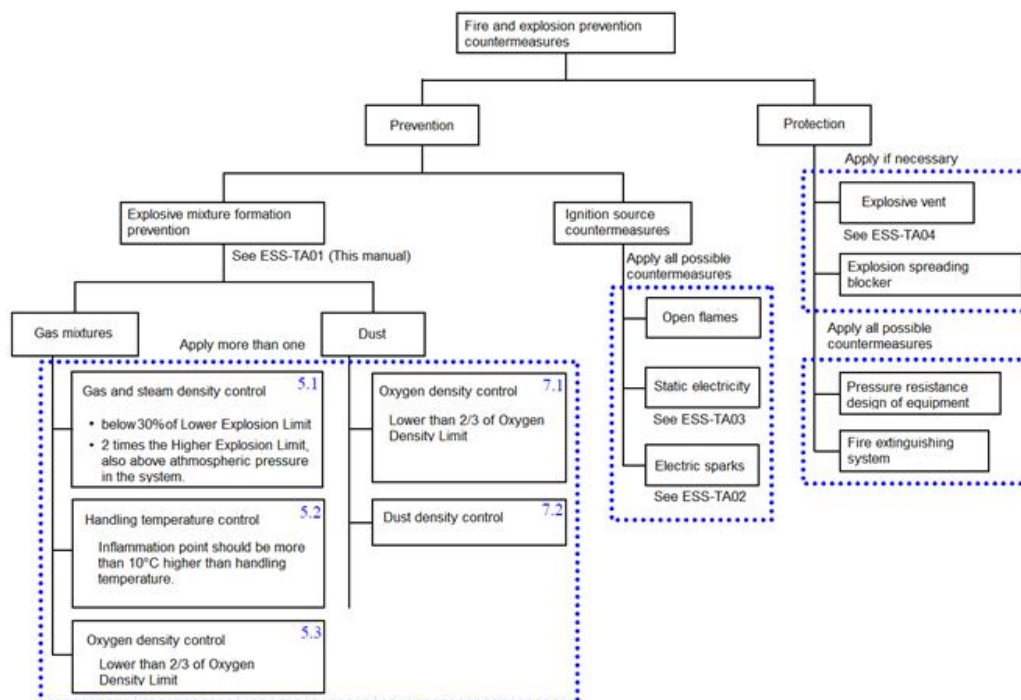 Fire and explosion prevention
countermeasures
Prevention
Protection
Apply if necessary
Explosive mixture formation
prevention
Ignition source
countermeasures
Explosive vent
See ESS-TA04
See ESS-TA01 (This manual)
Apply all possible
countermeasures
Explosion spreading
blocker
Gas mixtures
Dust
Apply more than one
Open flames
Apply all possible
countermeasures
Gas and steam density control
5.1
• below 30% of Lower Explosion Limit
• 2 times the Higher Explosion Limit,
also above athmospheric pressure
in the system.
Oxygen density control
7.1
Lower than 2/3 of Oxygen
Density Limit
Static electricity
See ESS-TA03
Pressure resistance
design of equipment
Fire extinguishing
system
Electric sparks
See ESS-TA02
Handling temperature control
5.2
Inflammation point should be more
than 10°C higher than handling
temperature.
Dust density control
7.2
Oxygen density control
5.3
Lower than 2/3 of Oxygen
Density Limit